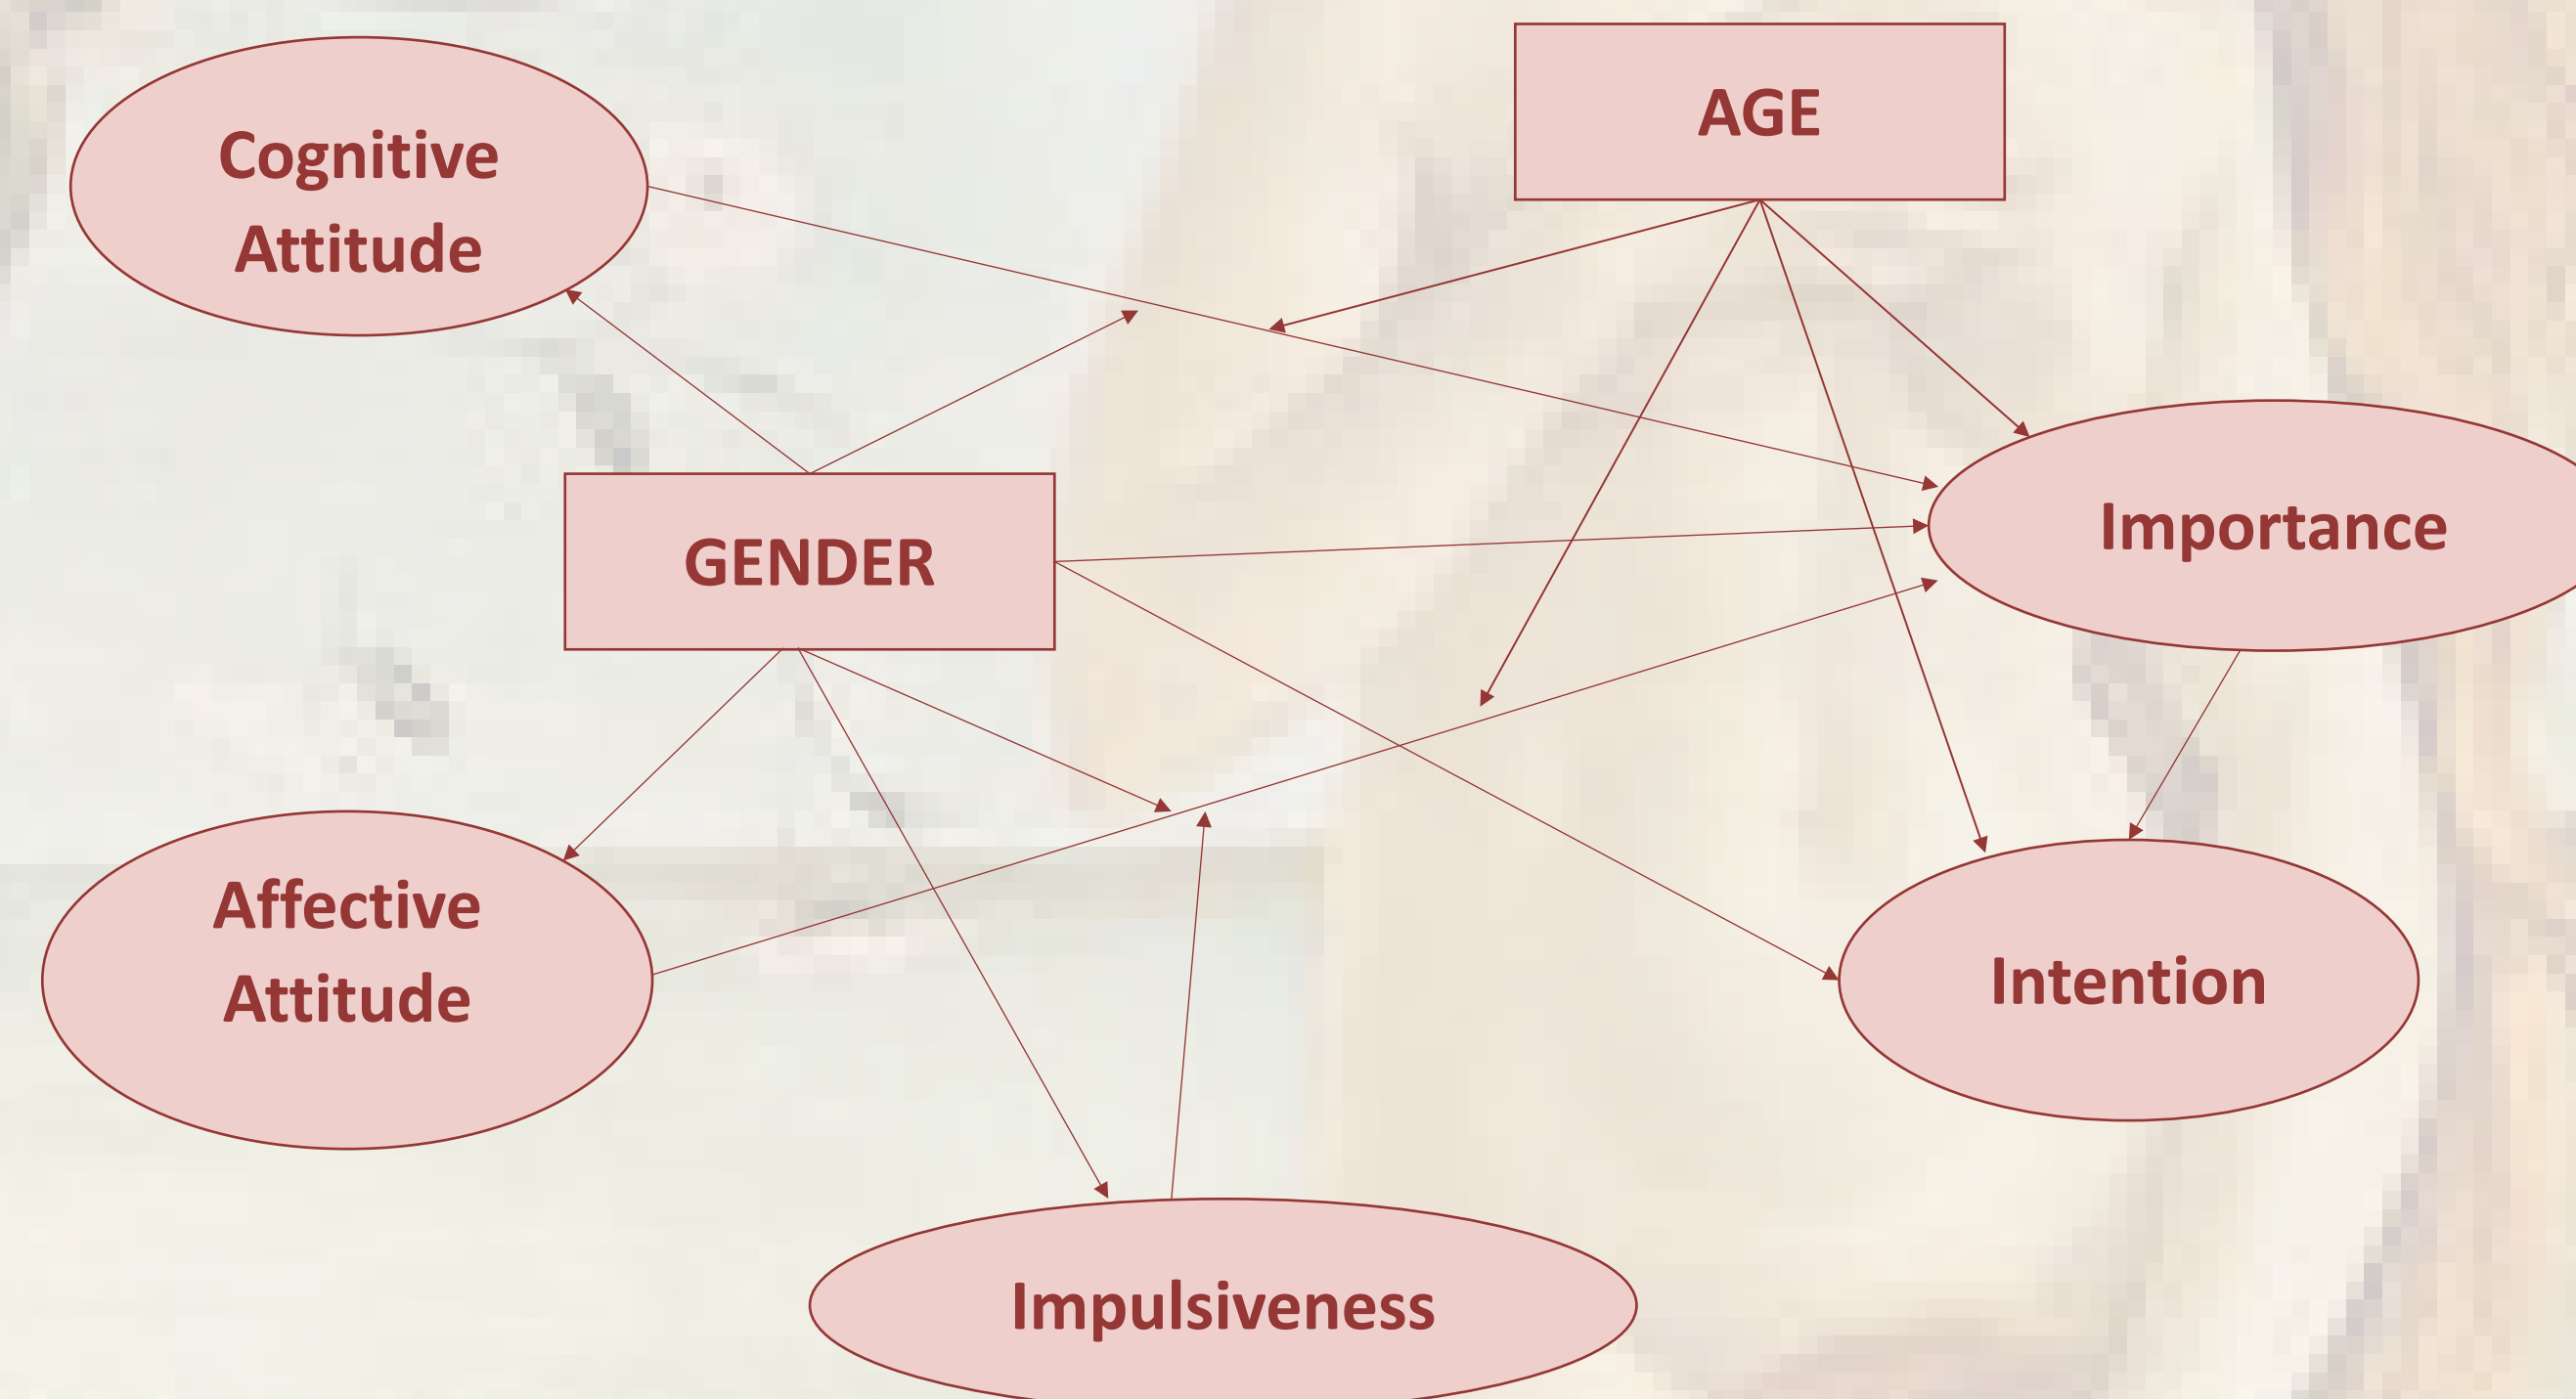 Cognitive
Attitude
AGE
GENDER
Importance
Affective
Attitude
Intention
Impulsiveness